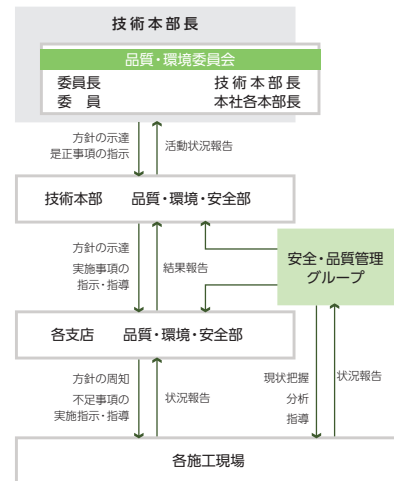 技術本部長
品質・環境委員会
委員長 技術本部長
委員 本社各本部長
方針の示達
是正事項の指示
活動状況報告
技術本部 品質・環境・安全部
方針の示達
実施事項の
指示・指導
結果報告
安全・品質管理
グループ
各支店 品質・環境・安全部
方針の周知
不足事項の
実施指示・指導
状況報告
現状把握
分析
指導
状況報告
各施工現場